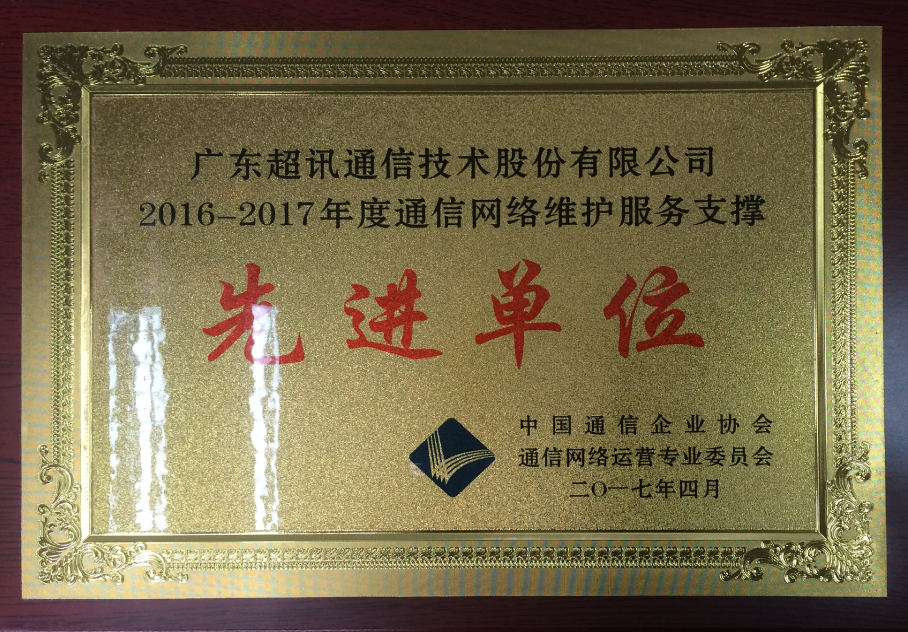 广东超讯通信技术股份有限公司
2016-2017年度通信网络维护服务支撑
先进单位
中国通信企业协会
通信网络运营专业委员会
二〇一七年四月